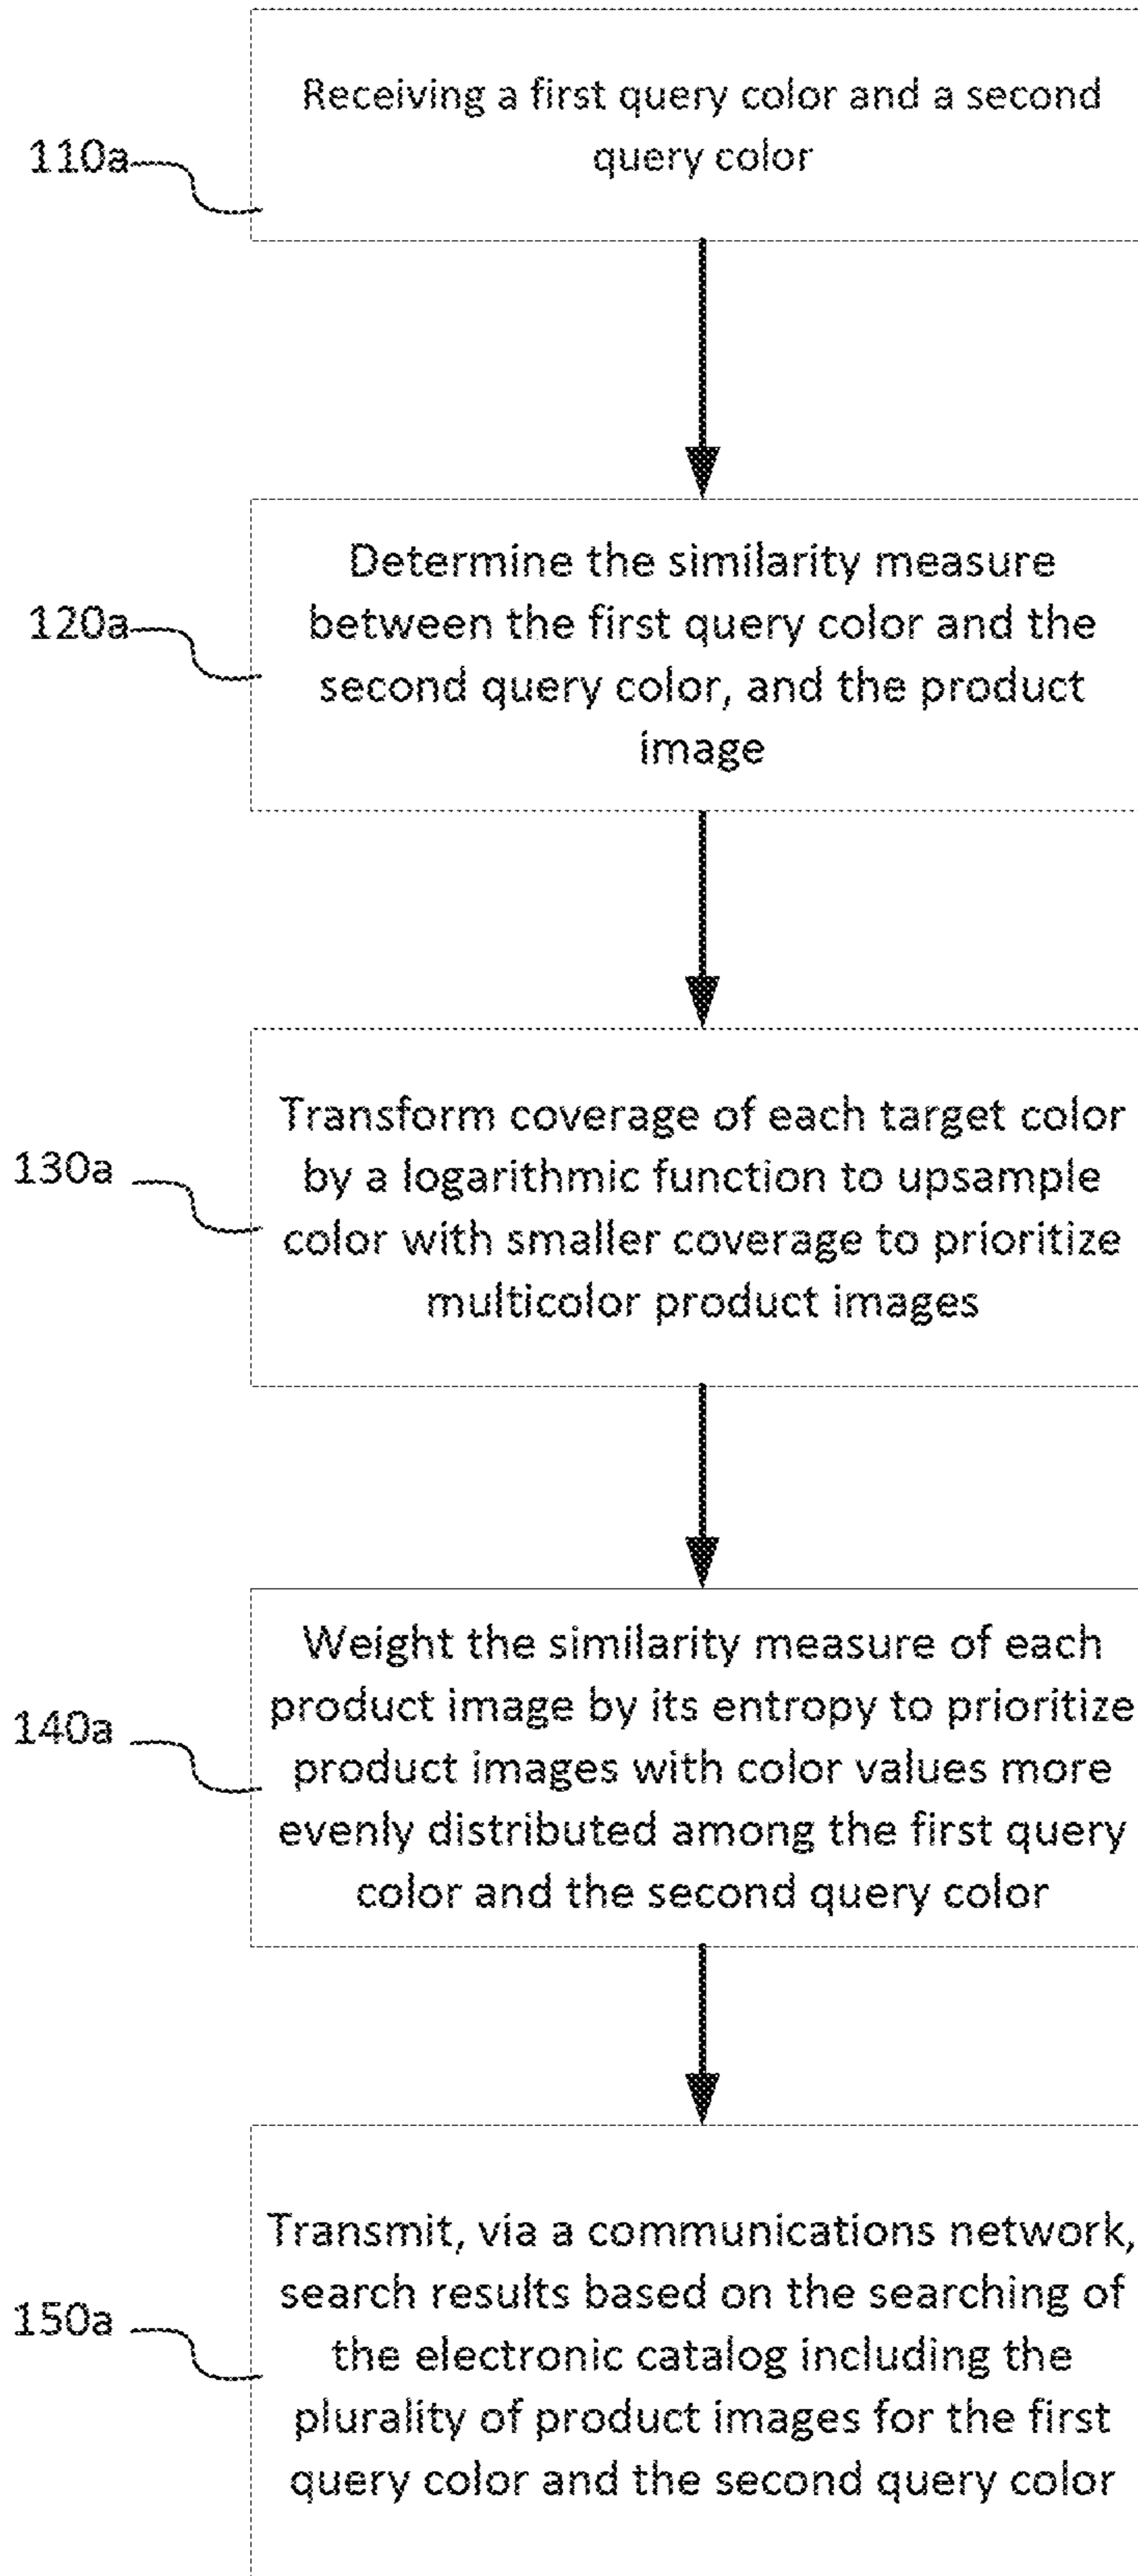 Receiving a first query color and a second
query color
110a
Determine the similarity measure
between the first query color and the
second query color, and the product
image
120a
Transform coverage of each target color
by a logarithmic function to upsample
color with smaller coverage to prioritize
multicolor product images
130a
Weight the similarity measure of each
product image by its entropy to prioritize
product images with color values more
evenly distributed among the first query
color and the second query color
140a
Transmit, via a communications network,
search results based on the searching of
the electronic catalog including the
plurality of product images for the first
query color and the second query color
150a